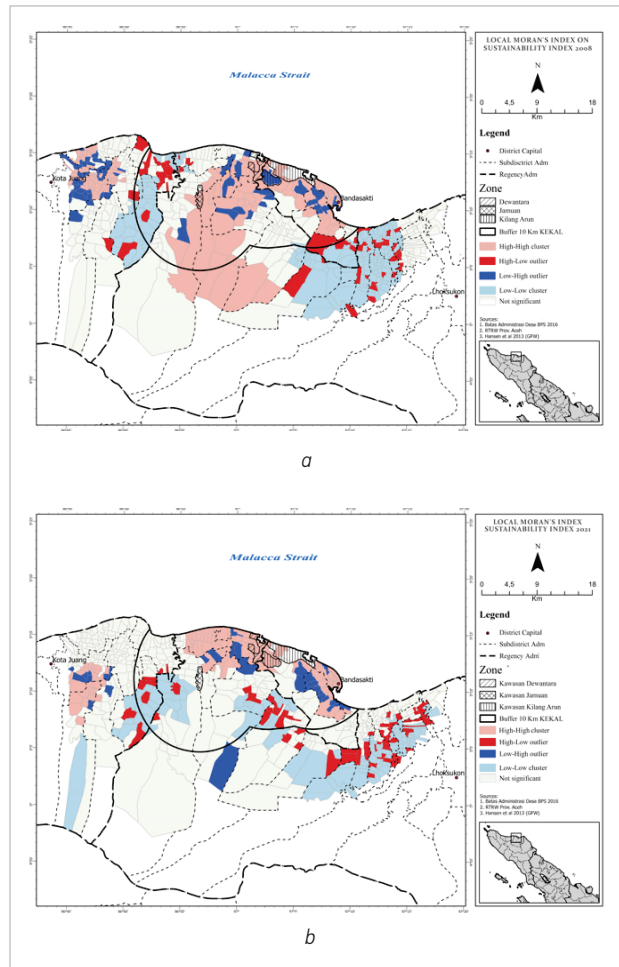 LOCAL MORAN'S INDEX ON
SUSTAINABILITY INDEX 2008
Malacca Strait
N
0 4,5 9 18
Km
Legend
District Capital
Subdisctrict Adm
RegencyAdm
Zone
Dewantara
Jamuan
Kilang Arun
Buffer 10 Km KEKAL
High-High cluster
High-Low outlier
Low-High outlier
Low-Low cluster
Not significant
Sources:
1. Batas Administrasi Desa BPS 2016
2. RTRW Prov. Aceh
3. Hansen et al 2013 (GFW)
Kota Juang
Bandasakti
Lhoksukon
a
LOCAL MORAN'S INDEX
SUSTAINABILITY INDEX 2021
Malacca Strait
N
0 4,5 9 18
Km
Legend
District Capital
Subdistrict Adm
Regency Adm
Zone
Kawasan Dewantara
Kawasan Jamuan
Kawasan Kilang Arun
Buffer 10 Km KEKAL
High-High cluster
High-Low outlier
Low-High outlier
Low-Low cluster
Not significant
Sources:
1. Batas Administrasi Desa BPS 2016
2. RTRW Prov. Aceh
3. Hansen et al 2013 (GFW)
Kota Juang
Bandasakti
Lhoksukon
b